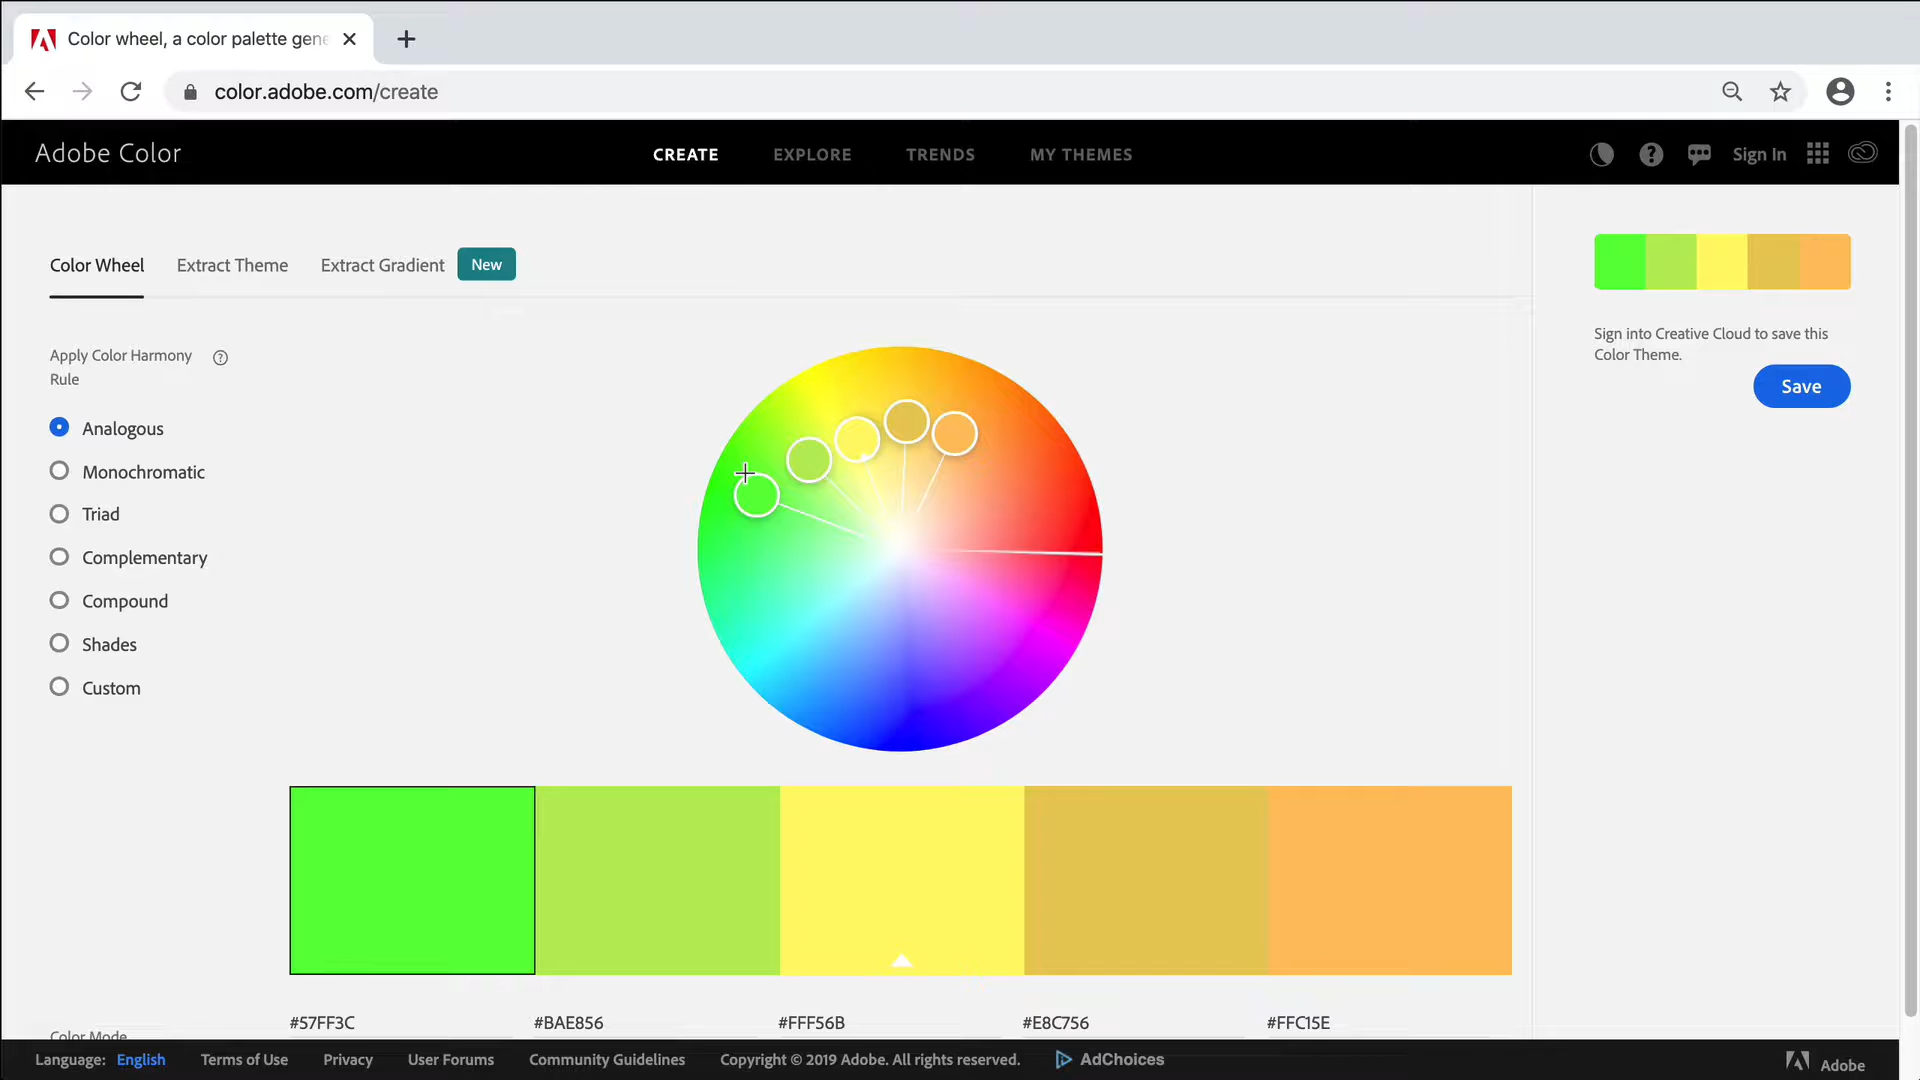 Color wheel, a color palette gene
color.adobe.com/create
Adobe Color
CREATE
EXPLORE
TRENDS
MY THEMES
Sign In
Color Wheel
Extract Theme
Extract Gradient
New
Sign into Creative Cloud to save this
Color Theme.
Save
Apply Color Harmony
Rule
Analogous
Monochromatic
Triad
Complementary
Compound
Shades
Custom
#57FF3C
#BAE856
#FFF56B
#E8C756
#FFC15E
Color Mode
Language: English
Terms of Use
Privacy
User Forums
Community Guidelines
Copyright © 2019 Adobe. All rights reserved.
AdChoices
Adobe